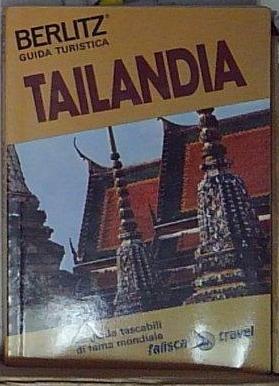 BERLITZ®
GUIDA TURISTICA
TAILANDIA
tascabili
di fama mondiale
falisca travel